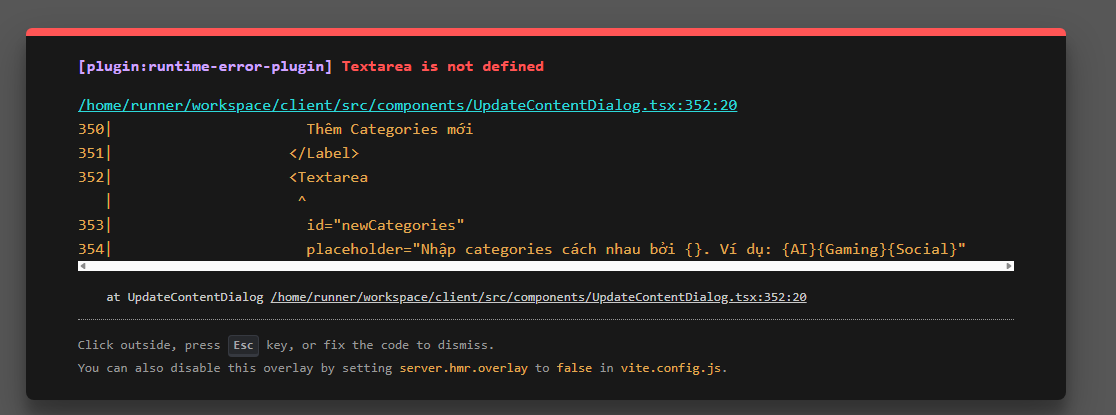 [plugin:runtime-error-plugin] Textarea is not defined
/home/runner/workspace/client/src/components/UpdateContentDialog.tsx:352:20
350|                      Thêm Categories mới
351|                    </Label>
352|                    <Textarea
   |                     ^
353|                      id="newCategories"
354|                      placeholder="Nhập categories cách nhau bởi {}. Ví dụ: {AI}{Gaming}{Social}"
at UpdateContentDialog /home/runner/workspace/client/src/components/UpdateContentDialog.tsx:352:20
Click outside, press Esc key, or fix the code to dismiss.
You can also disable this overlay by setting server.hmr.overlay to false in vite.config.js.